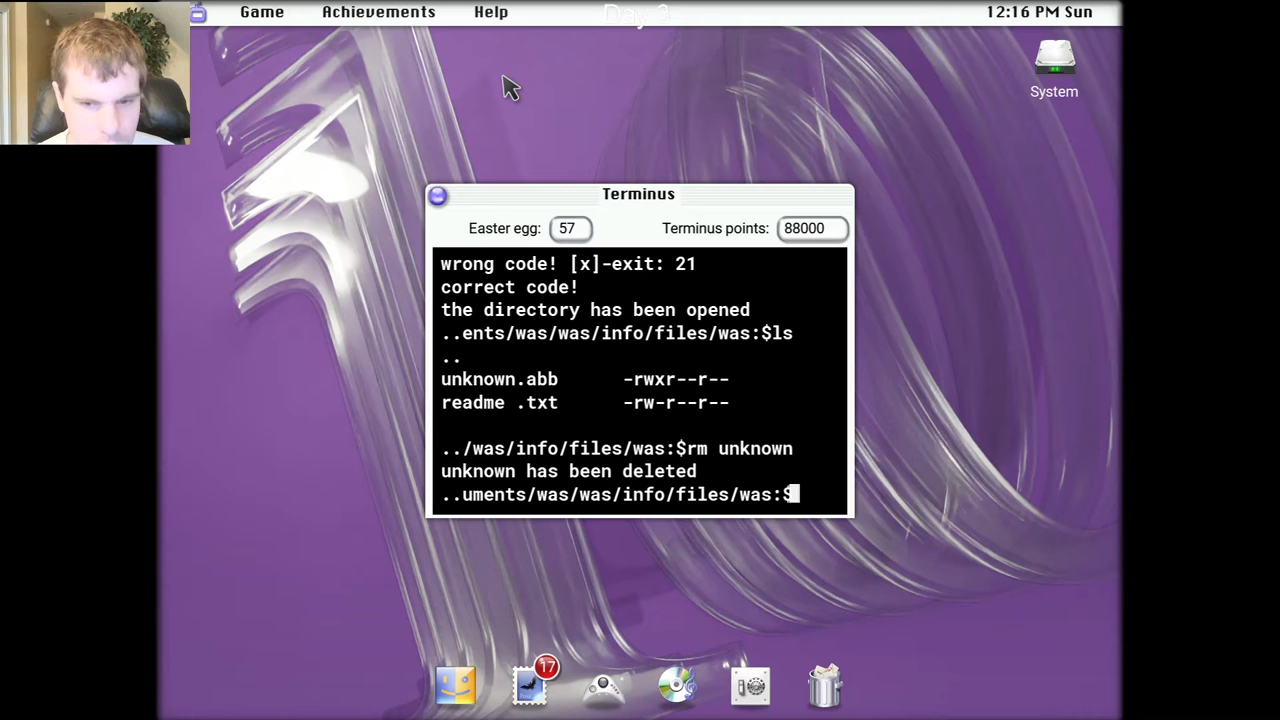 Game Achievements Help Day 3 12:16 PM Sun
System
Terminus
Easter egg: 57 Terminus points: 88000
wrong code! [x]-exit: 21
correct code!
the directory has been opened
..ents/was/was/info/files/was:$ls
..
unknown.abb -rwxr--r--
readme .txt -rw-r--r--
../was/info/files/was:$rm unknown
unknown has been deleted
..uments/was/was/info/files/was:$
17